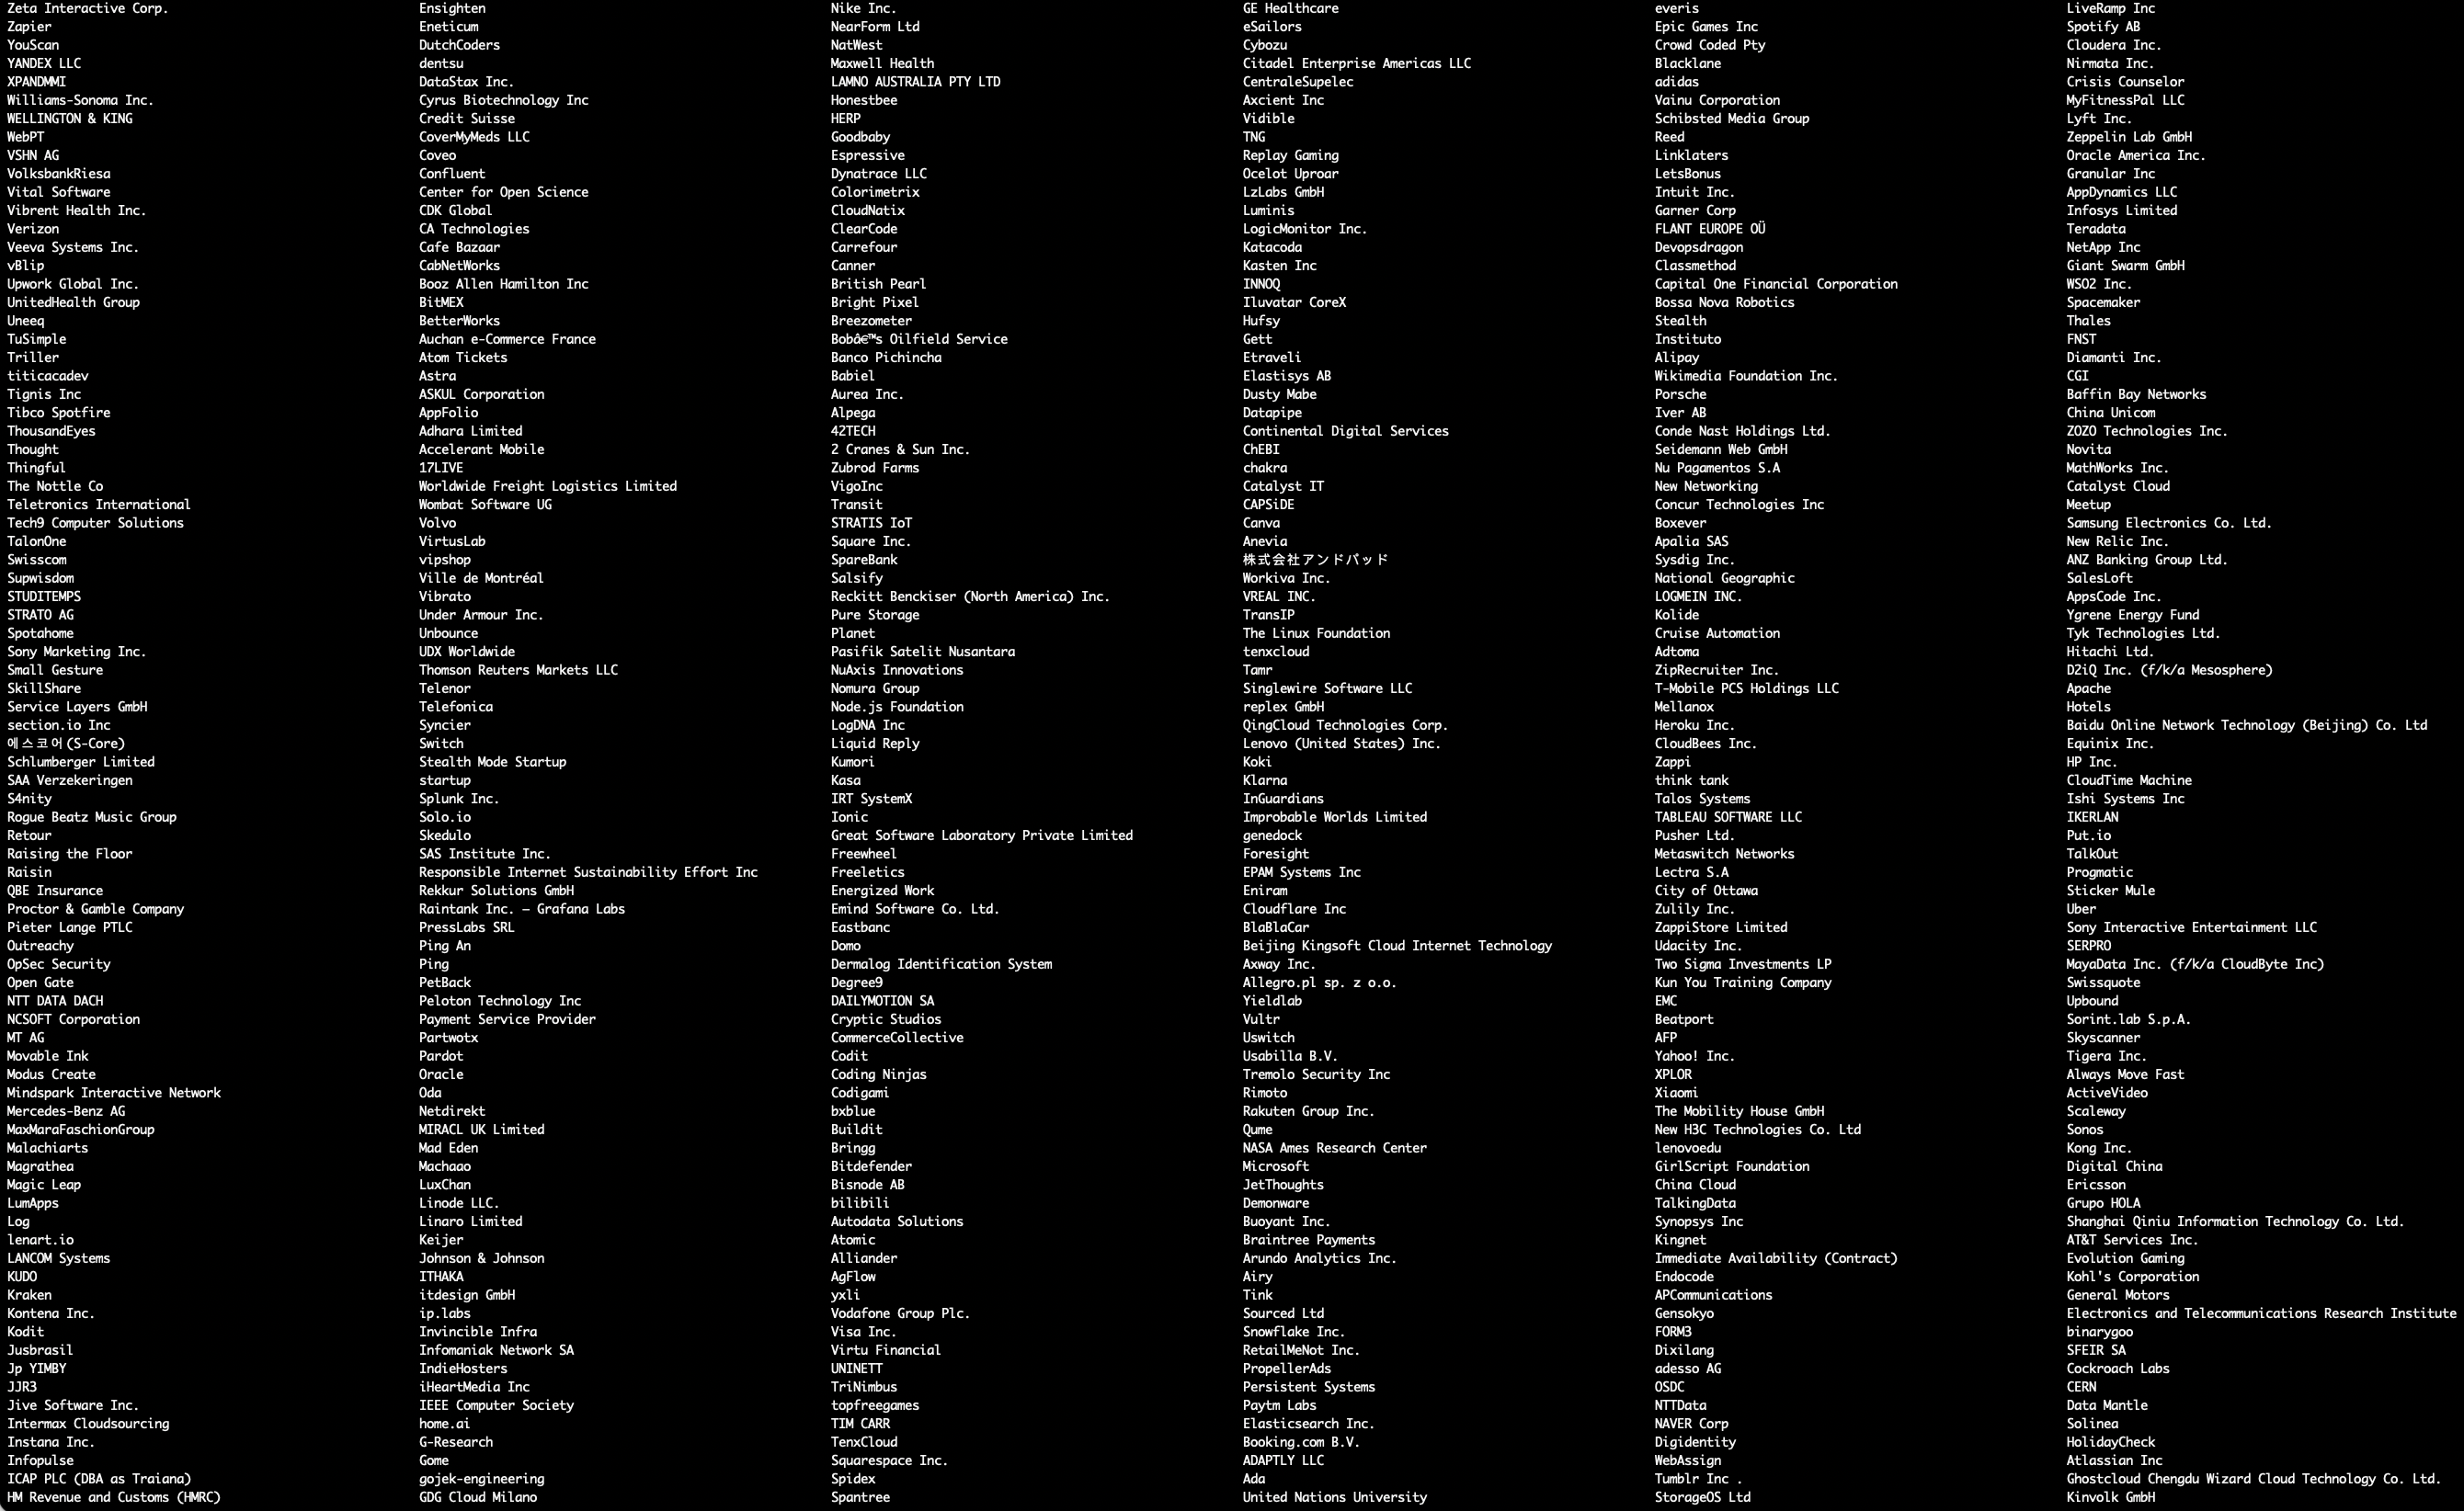 Zeta Interactive Corp.
Zapier
YouScan
YANDEX LLC
XPANDMMI
Williams-Sonoma Inc.
WELLINGTON & KING
WebPT
VSHN AG
VolksbankRiesa
Vital Software
Vibrent Health Inc.
Verizon
Veeva Systems Inc.
vBlip
Upwork Global Inc.
UnitedHealth Group
Uneeq
TuSimple
Triller
titicacadev
Tignis Inc
Tibco Spotfire
ThousandEyes
Thought
Thingful
The Nottle Co
Teletronics International
Tech9 Computer Solutions
TalonOne
Swisscom
Supwisdom
STUDITEMPS
STRATO AG
Spotahome
Sony Marketing Inc.
Small Gesture
SkillShare
Service Layers GmbH
section.io Inc
에스코어(S-Core)
Schlumberger Limited
SAA Verzekeringen
S4nity
Rogue Beatz Music Group
Retour
Raising the Floor
Raisin
QBE Insurance
Proctor & Gamble Company
Pieter Lange PTLC
Outreachy
OpSec Security
Open Gate
NTT DATA DACH
NCSOFT Corporation
MT AG
Movable Ink
Modus Create
Mindspark Interactive Network
Mercedes-Benz AG
MaxMaraFaschionGroup
Malachiarts
Magrathea
Magic Leap
LumApps
Log
lenart.io
LANCOM Systems
KUDO
Kraken
Kontena Inc.
Kodit
Jusbrasil
Jp YIMBY
JJR3
Jive Software Inc.
Intermax Cloudsourcing
Instana Inc.
Infopulse
ICAP PLC (DBA as Traiana)
HM Revenue and Customs (HMRC)
Ensighten
Eneticum
DutchCoders
dentsu
DataStax Inc.
Cyrus Biotechnology Inc
Credit Suisse
CoverMyMeds LLC
Coveo
Confluent
Center for Open Science
CDK Global
CA Technologies
Cafe Bazaar
CabNetWorks
Booz Allen Hamilton Inc
BitMEX
BetterWorks
Auchan e-Commerce France
Atom Tickets
Astra
ASKUL Corporation
AppFolio
Adhara Limited
Accelerant Mobile
17LIVE
Worldwide Freight Logistics Limited
Wombat Software UG
Volvo
VirtusLab
vipshop
Ville de Montréal
Vibrato
Under Armour Inc.
Unbounce
UDX Worldwide
Thomson Reuters Markets LLC
Telenor
Telefonica
Syncier
Switch
Stealth Mode Startup
startup
Splunk Inc.
Solo.io
Skedulo
SAS Institute Inc.
Responsible Internet Sustainability Effort Inc
Rekkur Solutions GmbH
Raintank Inc. – Grafana Labs
PressLabs SRL
Ping An
Ping
PetBack
Peloton Technology Inc
Payment Service Provider
Partwotx
Pardot
Oracle
Oda
Netdirekt
MIRACL UK Limited
Mad Eden
Machaao
LuxChan
Linode LLC.
Linaro Limited
Keijer
Johnson & Johnson
ITHAKA
itdesign GmbH
ip.labs
Invincible Infra
Infomaniak Network SA
IndieHosters
iHeartMedia Inc
IEEE Computer Society
home.ai
G-Research
Gome
gojek-engineering
GDG Cloud Milano
Nike Inc.
NearForm Ltd
NatWest
Maxwell Health
LAMNO AUSTRALIA PTY LTD
Honestbee
HERP
Goodbaby
Espressive
Dynatrace LLC
Colorimetrix
CloudNatix
ClearCode
Carrefour
Canner
British Pearl
Bright Pixel
Breezometer
Bobâ€™s Oilfield Service
Banco Pichincha
Babiel
Aurea Inc.
Alpega
42TECH
2 Cranes & Sun Inc.
Zubrod Farms
VigoInc
Transit
STRATIS IoT
Square Inc.
SpareBank
Salsify
Reckitt Benckiser (North America) Inc.
Pure Storage
Planet
Pasifik Satelit Nusantara
NuAxis Innovations
Nomura Group
Node.js Foundation
LogDNA Inc
Liquid Reply
Kumori
Kasa
IRT SystemX
Ionic
Great Software Laboratory Private Limited
Freewheel
Freeletics
Energized Work
Emind Software Co. Ltd.
Eastbanc
Domo
Dermalog Identification System
Degree9
DAILYMOTION SA
Cryptic Studios
CommerceCollective
Codit
Coding Ninjas
Codigami
bxblue
Buildit
Bringg
Bitdefender
Bisnode AB
bilibili
Autodata Solutions
Atomic
Alliander
AgFlow
yxli
Vodafone Group Plc.
Visa Inc.
Virtu Financial
UNINETT
TriNimbus
topfreegames
TIM CARR
TenxCloud
Squarespace Inc.
Spidex
Spantree
GE Healthcare
eSailors
Cybozu
Citadel Enterprise Americas LLC
CentraleSupelec
Axcient Inc
Vidible
TNG
Replay Gaming
Ocelot Uproar
LzLabs GmbH
Luminis
LogicMonitor Inc.
Katacoda
Kasten Inc
INNOQ
Iluvatar CoreX
Hufsy
Gett
Etraveli
Elastisys AB
Dusty Mabe
Datapipe
Continental Digital Services
ChEBI
chakra
Catalyst IT
CAPSiDE
Canva
Anevia
株式会社アンドパッド
Workiva Inc.
VREAL INC.
TransIP
The Linux Foundation
tenxcloud
Tamr
Singlewire Software LLC
replex GmbH
QingCloud Technologies Corp.
Lenovo (United States) Inc.
Koki
Klarna
InGuardians
Improbable Worlds Limited
genedock
Foresight
EPAM Systems Inc
Eniram
Cloudflare Inc
BlaBlaCar
Beijing Kingsoft Cloud Internet Technology
Axway Inc.
Allegro.pl sp. z o.o.
Yieldlab
Vultr
Uswitch
Usabilla B.V.
Tremolo Security Inc
Rimoto
Rakuten Group Inc.
Qume
NASA Ames Research Center
Microsoft
JetThoughts
Demonware
Buoyant Inc.
Braintree Payments
Arundo Analytics Inc.
Airy
Tink
Sourced Ltd
Snowflake Inc.
RetailMeNot Inc.
PropellerAds
Persistent Systems
Paytm Labs
Elasticsearch Inc.
Booking.com B.V.
ADAPTLY LLC
Ada
United Nations University
everis
Epic Games Inc
Crowd Coded Pty
Blacklane
adidas
Vainu Corporation
Schibsted Media Group
Reed
Linklaters
LetsBonus
Intuit Inc.
Garner Corp
FLANT EUROPE OÜ
Devopsdragon
Classmethod
Capital One Financial Corporation
Bossa Nova Robotics
Stealth
Instituto
Alipay
Wikimedia Foundation Inc.
Porsche
Iver AB
Conde Nast Holdings Ltd.
Seidemann Web GmbH
Nu Pagamentos S.A
New Networking
Concur Technologies Inc
Boxever
Apalia SAS
Sysdig Inc.
National Geographic
LOGMEIN INC.
Kolide
Cruise Automation
Adtoma
ZipRecruiter Inc.
T-Mobile PCS Holdings LLC
Mellanox
Heroku Inc.
CloudBees Inc.
Zappi
think tank
Talos Systems
TABLEAU SOFTWARE LLC
Pusher Ltd.
Metaswitch Networks
Lectra S.A
City of Ottawa
Zulily Inc.
ZappiStore Limited
Udacity Inc.
Two Sigma Investments LP
Kun You Training Company
EMC
Beatport
AFP
Yahoo! Inc.
XPLOR
Xiaomi
The Mobility House GmbH
New H3C Technologies Co. Ltd
lenovoedu
GirlScript Foundation
China Cloud
TalkingData
Synopsys Inc
Kingnet
Immediate Availability (Contract)
Endocode
APCommunications
Gensokyo
FORM3
Dixilang
adesso AG
OSDC
NTTData
NAVER Corp
Digidentity
WebAssign
Tumblr Inc .
StorageOS Ltd
LiveRamp Inc
Spotify AB
Cloudera Inc.
Nirmata Inc.
Crisis Counselor
MyFitnessPal LLC
Lyft Inc.
Zeppelin Lab GmbH
Oracle America Inc.
Granular Inc
AppDynamics LLC
Infosys Limited
Teradata
NetApp Inc
Giant Swarm GmbH
WSO2 Inc.
Spacemaker
Thales
FNST
Diamanti Inc.
CGI
Baffin Bay Networks
China Unicom
ZOZO Technologies Inc.
Novita
MathWorks Inc.
Catalyst Cloud
Meetup
Samsung Electronics Co. Ltd.
New Relic Inc.
ANZ Banking Group Ltd.
SalesLoft
AppsCode Inc.
Ygrene Energy Fund
Tyk Technologies Ltd.
Hitachi Ltd.
D2iQ Inc. (f/k/a Mesosphere)
Apache
Hotels
Baidu Online Network Technology (Beijing) Co. Ltd
Equinix Inc.
HP Inc.
CloudTime Machine
Ishi Systems Inc
IKERLAN
Put.io
TalkOut
Progmatic
Sticker Mule
Uber
Sony Interactive Entertainment LLC
SERPRO
MayaData Inc. (f/k/a CloudByte Inc)
Swissquote
Upbound
Sorint.lab S.p.A.
Skyscanner
Tigera Inc.
Always Move Fast
ActiveVideo
Scaleway
Sonos
Kong Inc.
Digital China
Ericsson
Grupo HOLA
Shanghai Qiniu Information Technology Co. Ltd.
AT&T Services Inc.
Evolution Gaming
Kohl's Corporation
General Motors
Electronics and Telecommunications Research Institute
binarygoo
SFEIR SA
Cockroach Labs
CERN
Data Mantle
Solinea
HolidayCheck
Atlassian Inc
Ghostcloud Chengdu Wizard Cloud Technology Co. Ltd.
Kinvolk GmbH